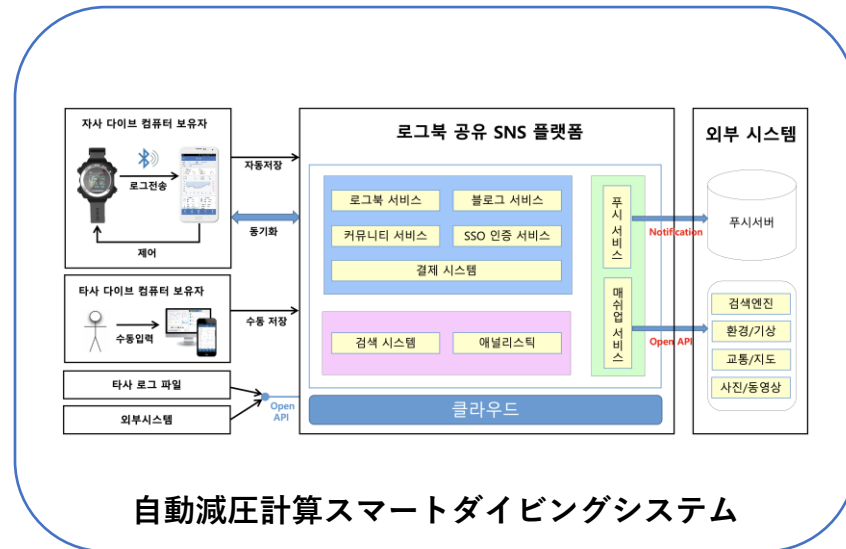 자사 다이브 컴퓨터 보유자
로그전송
제어
자동저장
동기화
타사 다이브 컴퓨터 보유자
수동입력
수동 저장
타사 로그 파일
외부시스템
Open
API
로그북 공유 SNS 플랫폼
로그북 서비스
블로그 서비스
커뮤니티 서비스
SSO 인증 서비스
결제 시스템
검색 시스템
애널리스틱
푸시 서비스
매쉬업 서비스
클라우드
Notification
Open API
외부 시스템
푸시서버
검색엔진
환경/기상
교통/지도
사진/동영상
自動減圧計算スマートダイビングシステム